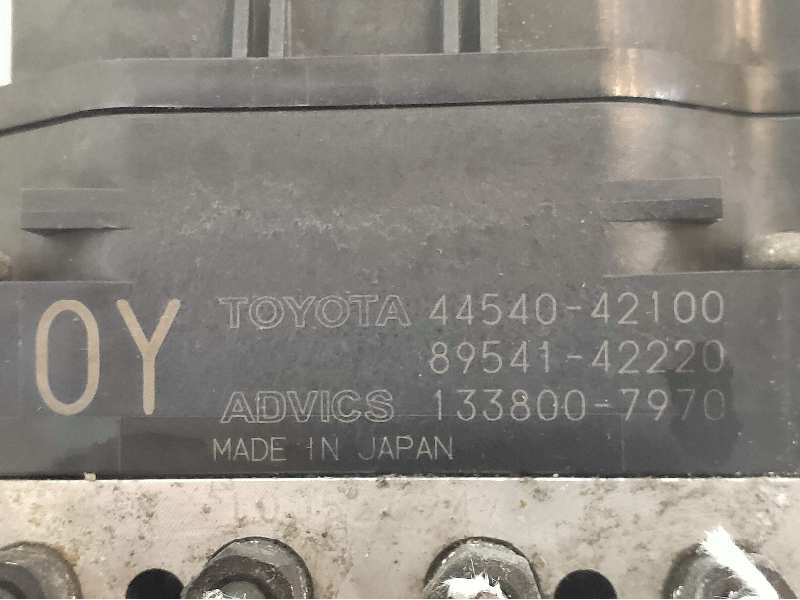 0Y
TOYOTA 44540-42100
89541-42220
ADVICS 133800-7970
MADE IN JAPAN